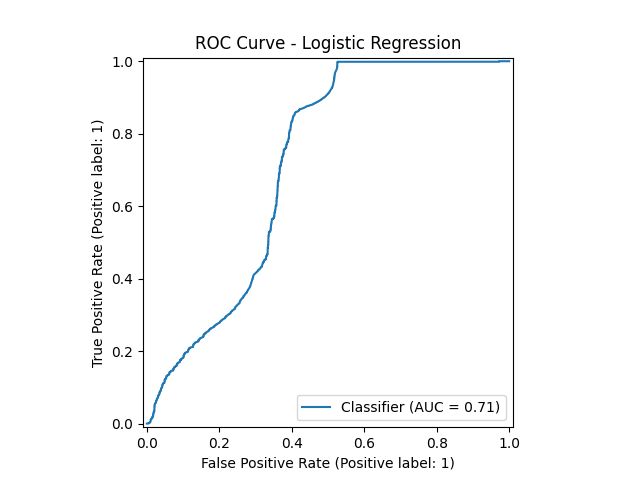 ROC Curve - Logistic Regression
1.0
0.8
0.6
0.4
0.2
0.0
True Positive Rate (Positive label: 1)
Classifier (AUC = 0.71)
0.0 0.2 0.4 0.6 0.8 1.0
False Positive Rate (Positive label: 1)